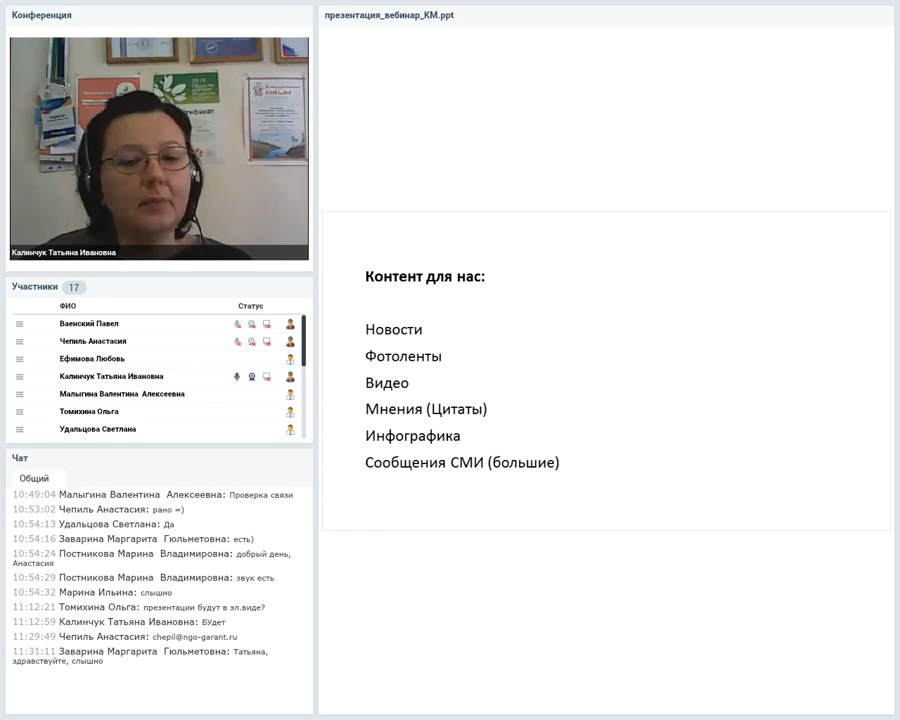 Конференция
2015
Калинчук Татьяна Ивановна
Участники 17
ФИО Статус
Ваенский Павел
Чепиль Анастасия
Ефимова Любовь
Калинчук Татьяна Ивановна
Малыгина Валентина Алексеевна
Томихина Ольга
Удальцова Светлана
Чат
Общий
10:49:04 Малыгина Валентина Алексеевна: Проверка связи
10:53:02 Чепиль Анастасия: рано =)
10:54:13 Удальцова Светлана: Да
10:54:16 Заварина Маргарита Гюльметовна: есть)
10:54:24 Постникова Марина Владимировна: добрый день,
Анастасия
10:54:29 Постникова Марина Владимировна: звук есть
10:54:32 Марина Ильина: слышно
11:12:21 Томихина Ольга: презентации будут в эл.виде?
11:12:59 Калинчук Татьяна Ивановна: БУдет
11:29:49 Чепиль Анастасия: chepil@ngo-garant.ru
11:31:11 Заварина Маргарита Гюльметовна: Татьяна,
здравствуйте, слышно
презентация_вебинар_КМ.ppt
Контент для нас:
Новости
Фотоленты
Видео
Мнения (Цитаты)
Инфографика
Сообщения СМИ (большие)